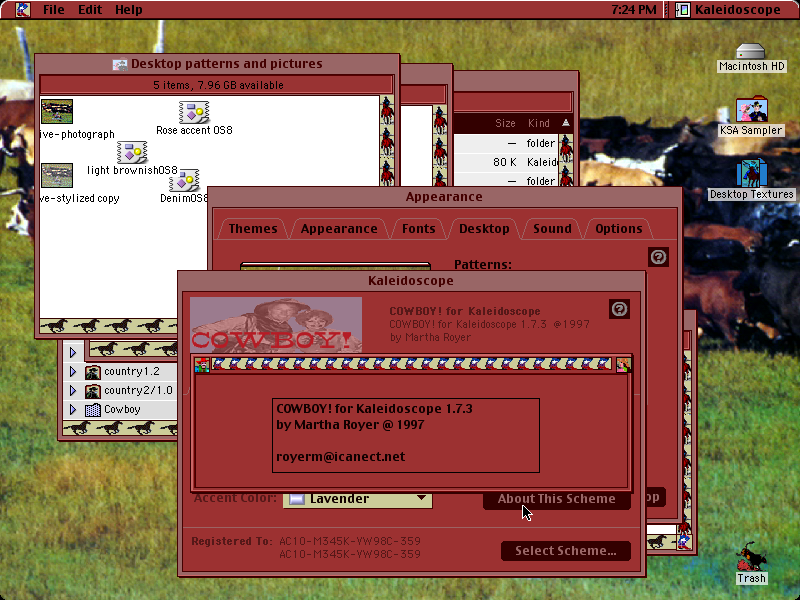 File Edit Help
7:24 PM
Kaleidoscope
Desktop patterns and pictures
5 items, 7.96 GB available
ive-photograph
Rose accent OS8
light brownishOS8
ve-stylized copy
DenimOS8
Size Kind
— folder
80 K Kaleid
— folder
Macintosh HD
KSA Sampler
Desktop Textures
Appearance
Themes Appearance Fonts Desktop Sound Options
Patterns:
Kaleidoscope
COWBOY!
COWBOY! for Kaleidoscope
COWBOY! for Kaleidoscope 1.7.3 @1997
by Martha Royer
country1.2
country2/1.0
Cowboy
COWBOY! for Kaleidoscope 1.7.3
by Martha Royer @ 1997
royerm@icanect.net
Accent Color: Lavender
About This Scheme
op
Registered To: AC10-M345K-YW98C-359
AC10-M345K-YW98C-359
Select Scheme...
Trash